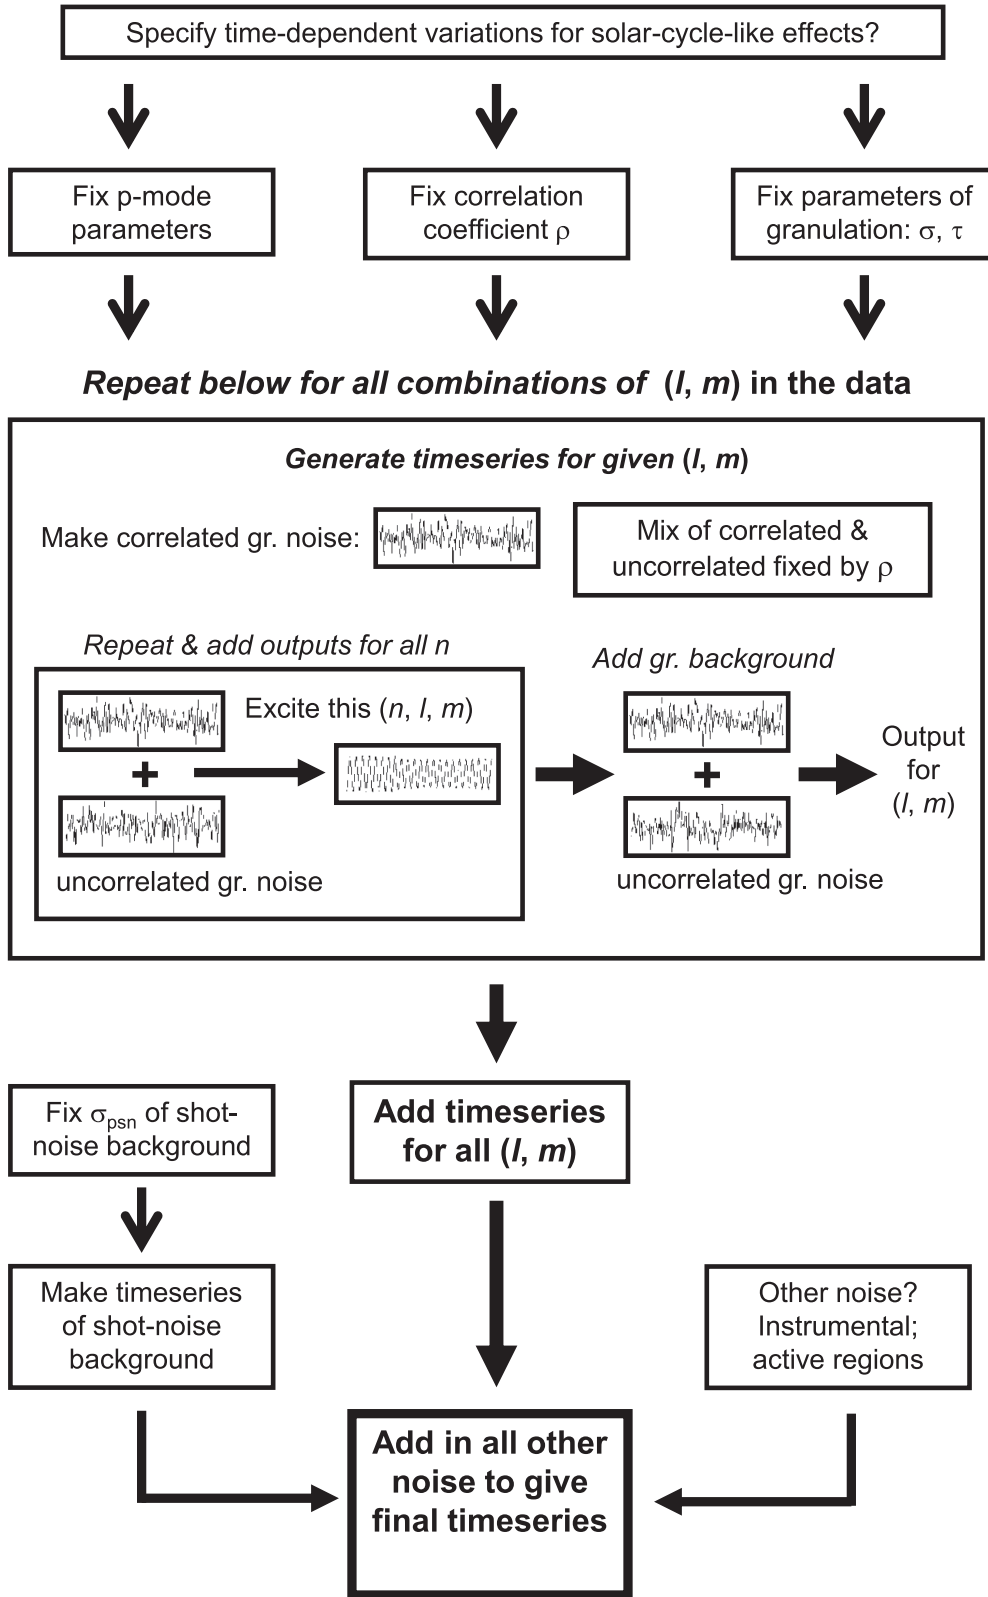 Specify time-dependent variations for solar-cycle-like effects?
Fix p-mode
parameters
Fix correlation
coefficient ρ
Fix parameters of
granulation: σ, τ
Repeat below for all combinations of (l, m) in the data
Generate timeseries for given (l, m)
Make correlated gr. noise:
Mix of correlated &
uncorrelated fixed by ρ
Repeat & add outputs for all n
Excite this (n, l, m)
+
uncorrelated gr. noise
Add gr. background
+
uncorrelated gr. noise
Output
for
(l, m)
Fix σpsn of shot-
noise background
Add timeseries
for all (l, m)
Make timeseries
of shot-noise
background
Other noise?
Instrumental;
active regions
Add in all other
noise to give
final timeseries